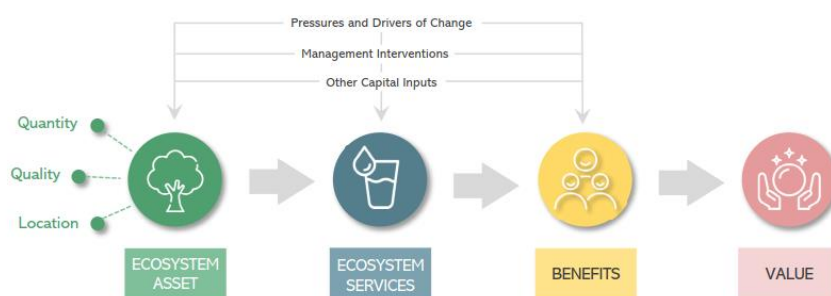 Pressures and Drivers of Change
Management Interventions
Other Capital Inputs
Quantity
Quality
Location
ECOSYSTEM
ASSET
ECOSYSTEM
SERVICES
BENEFITS
VALUE